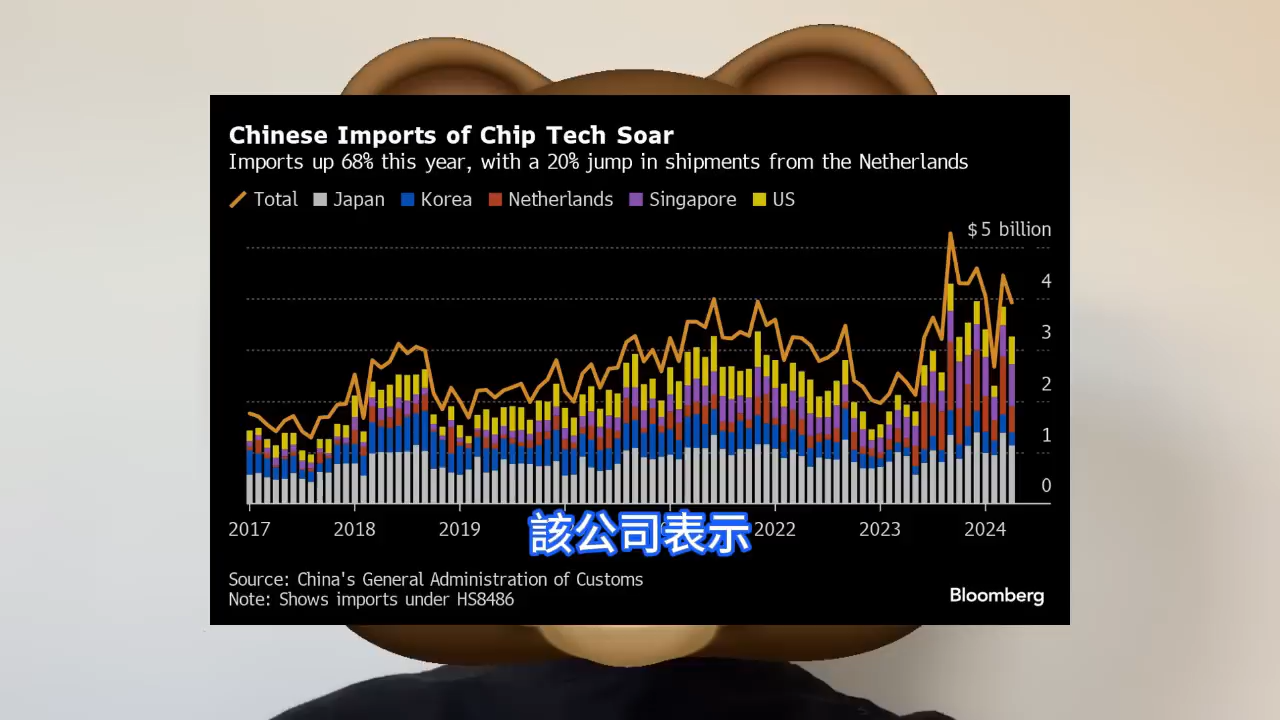 Chinese Imports of Chip Tech Soar
Imports up 68% this year, with a 20% jump in shipments from the Netherlands
Total Japan Korea Netherlands Singapore US
$5 billion
4
3
2
1
0
2017 2018 2019 2022 2023 2024
該公司表示
Source: China's General Administration of Customs
Note: Shows imports under HS8486
Bloomberg